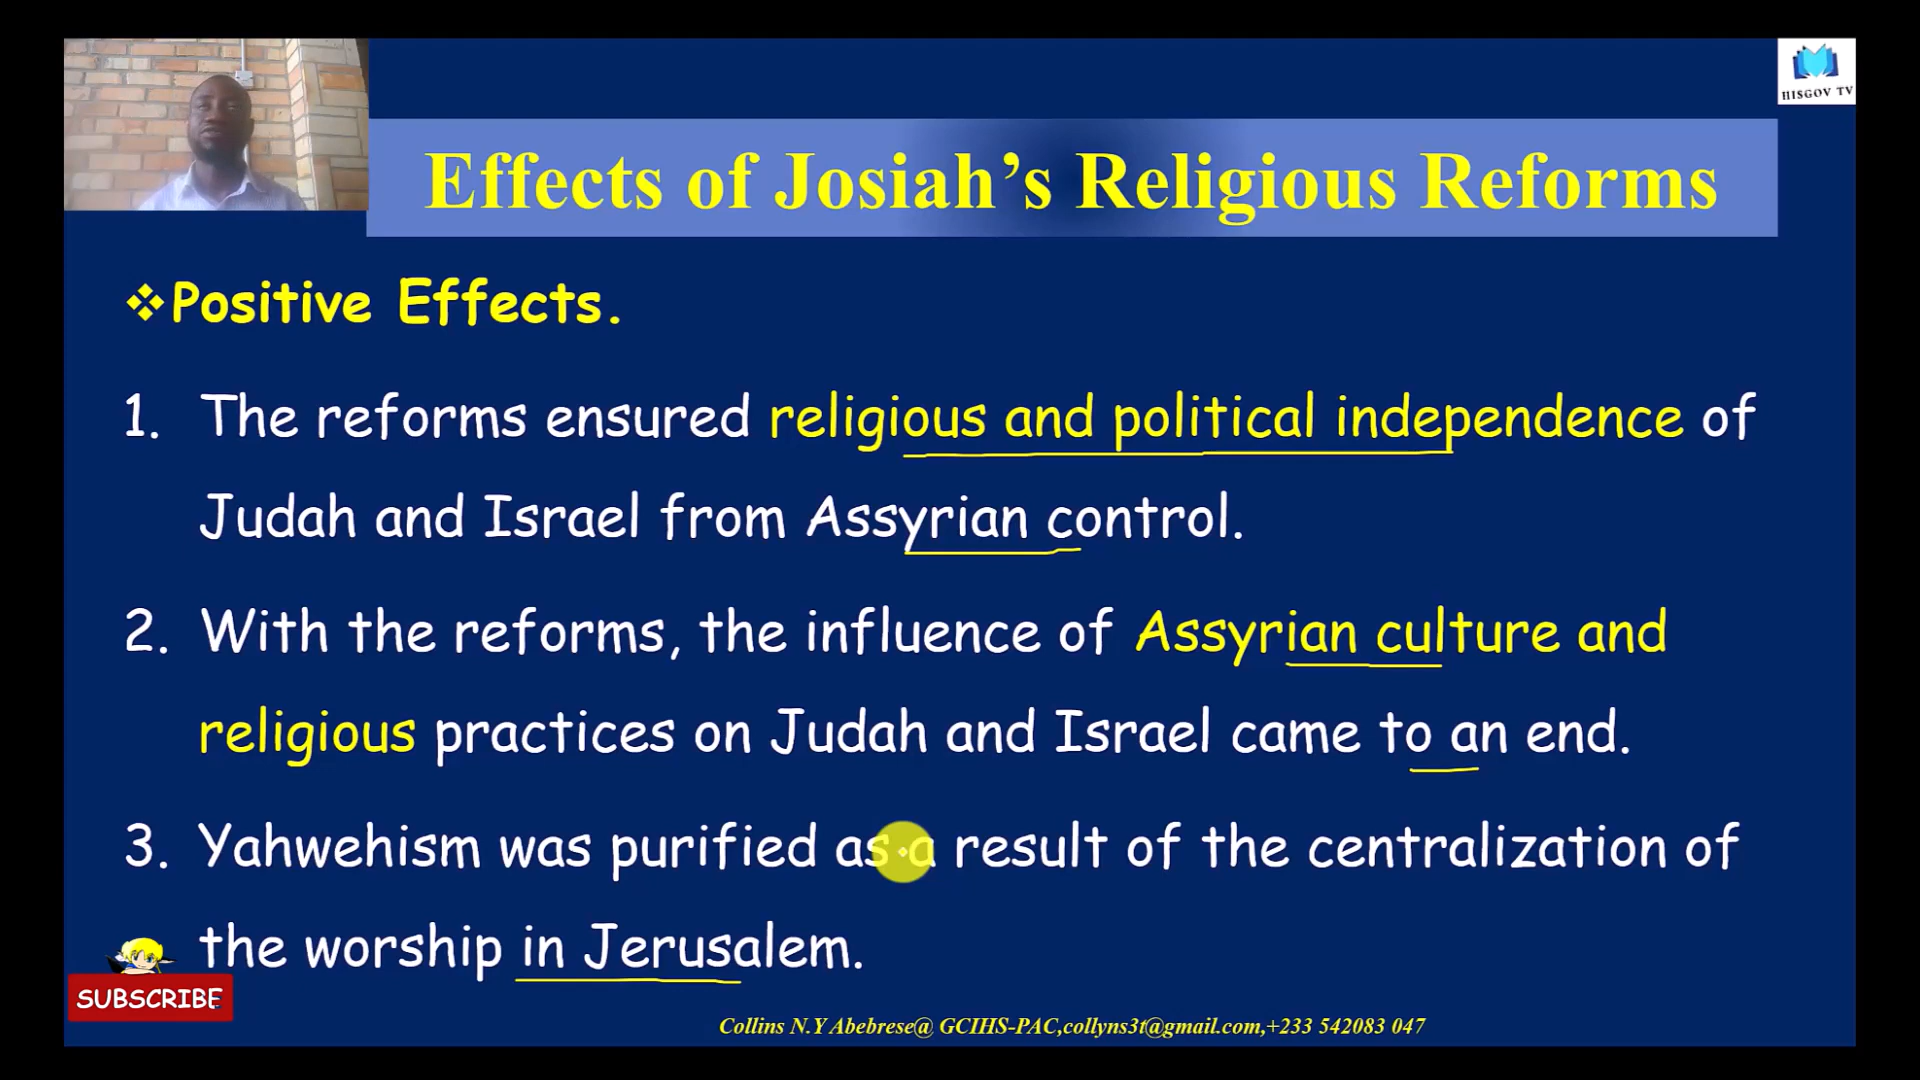 HISGOV TV
Effects of Josiah’s Religious Reforms
❖Positive Effects.
1. The reforms ensured religious and political independence of
Judah and Israel from Assyrian control.
2. With the reforms, the influence of Assyrian culture and
religious practices on Judah and Israel came to an end.
3. Yahwehism was purified as a result of the centralization of
the worship in Jerusalem.
SUBSCRIBE
Collins N.Y Abebrese@ GCIHS-PAC,collyns3t@gmail.com,+233 542083 047